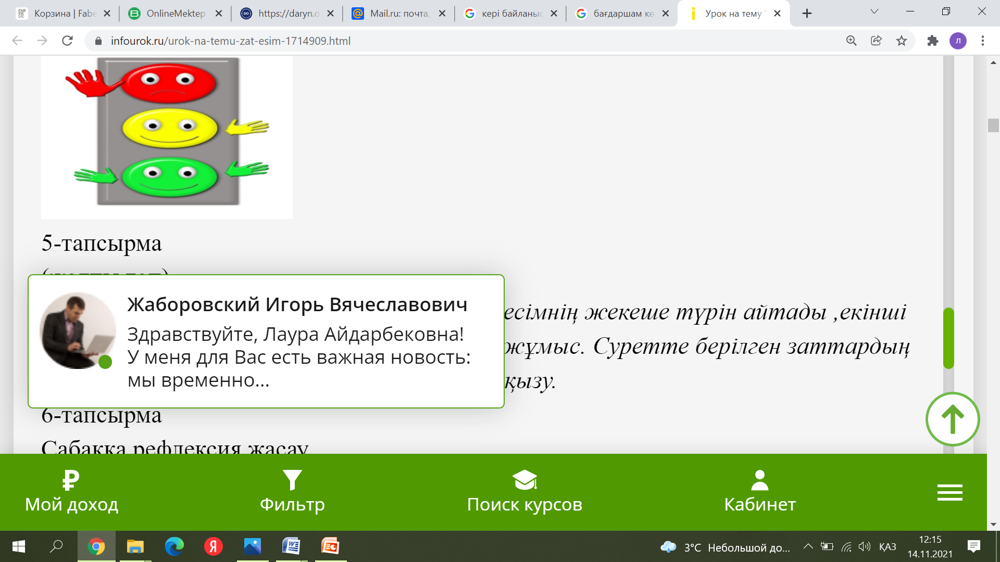 Корзина | Fabe
OnlineMektep
https://daryn.o
Mail.ru: почта,
кері байланыс
бағдаршам ке
Урок на тему "
infourok.ru/urok-na-temu-zat-esim-1714909.html
Л
5-тапсырма
есімнің жекеше түрін айтады ,екінші
жұмыс. Суретте берілген заттардың
қызу.
Жаборовский Игорь Вячеславович
Здравствуйте, Лаура Айдарбековна!
У меня для Вас есть важная новость:
мы временно...
6-тапсырма
Сабаққа рефлексия жасау
Мой доход
Фильтр
Поиск курсов
Кабинет
3°C Небольшой до...
ҚАЗ
12:15
14.11.2021